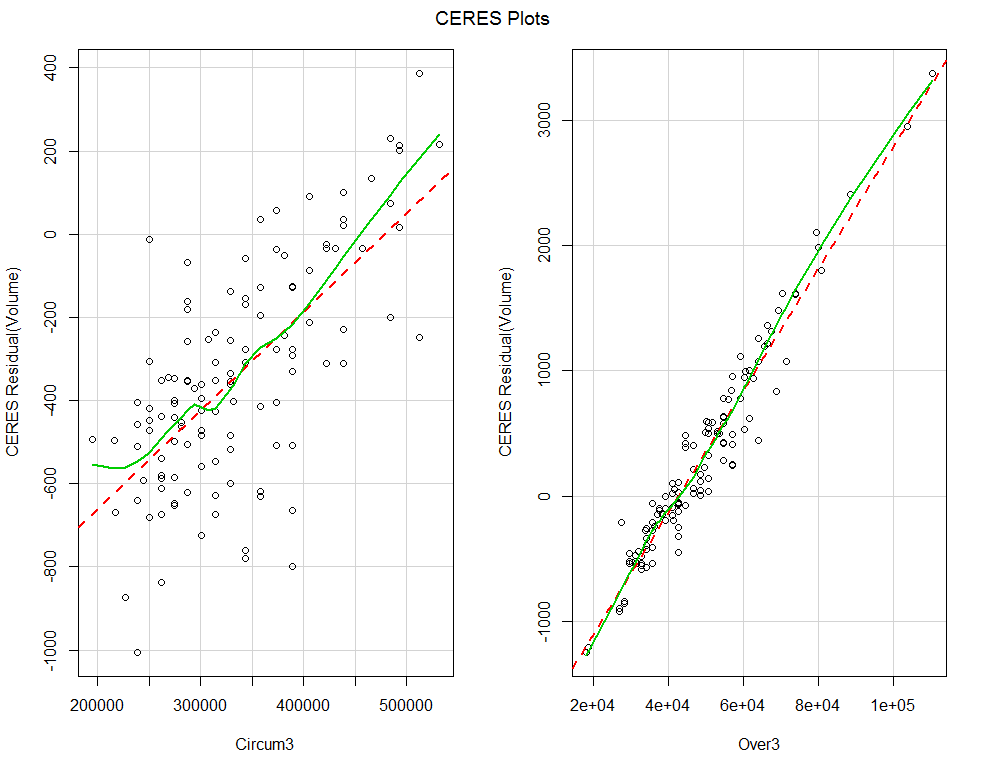 CERES Plots
CERES Residual(Volume)
400
200
0
200
400
-600
-800
-1000
200000 300000 400000 500000
Circum3
CERES Residual(Volume)
3000
2000
1000
0
-1000
2e+04 4e+04 6e+04 8e+04 1e+05
Over3